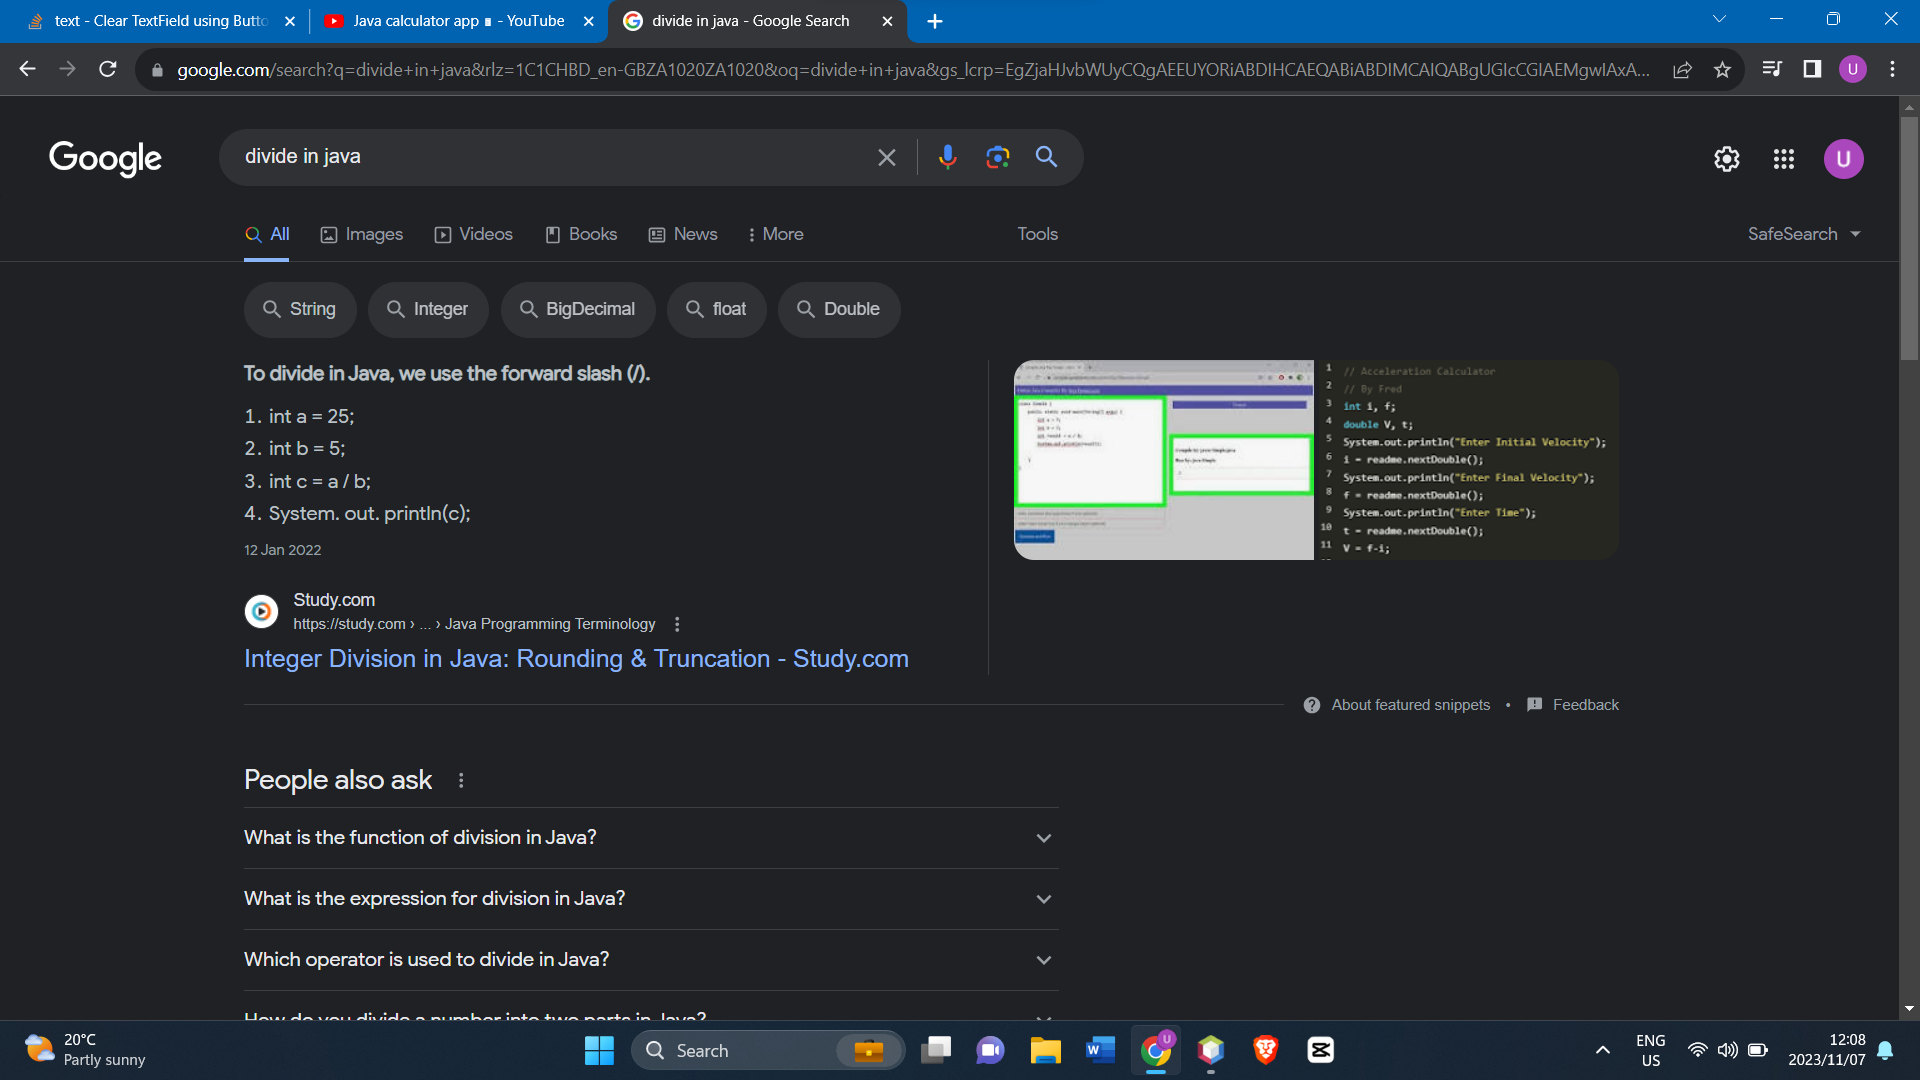 text - Clear TextField using Butto
Java calculator app - YouTube
divide in java - Google Search
google.com/search?q=divide+in+java&rlz=1C1CHBD_en-GBZA1020ZA1020&oq=divide+in+java&gs_lcrp=EgZjaHJvbWUyCQgAEEUYORiABDIHCAEQABiABDIMCAIQABgUGIcCGIAEMgwIAxA...
U
Google
divide in java
U
All
Images
Videos
Books
News
More
Tools
SafeSearch
String
Integer
BigDecimal
float
Double
To divide in Java, we use the forward slash (/).
1. int a = 25;
2. int b = 5;
3. int c = a / b;
4. System. out. println(c);
12 Jan 2022
1 // Acceleration Calculator
2 // By Fred
3 int i, f;
4 double V, t;
5 System.out.println("Enter Initial Velocity");
6 i = readme.nextDouble();
7 System.out.println("Enter Final Velocity");
8 f = readme.nextDouble();
9 System.out.println("Enter Time");
10 t = readme.nextDouble();
11 V = f-i;
Study.com
https://study.com › ... › Java Programming Terminology
Integer Division in Java: Rounding & Truncation - Study.com
About featured snippets • Feedback
People also ask
What is the function of division in Java?
What is the expression for division in Java?
Which operator is used to divide in Java?
How do you divide a number into two parts in Java?
20°C
Partly sunny
Search
U
ENG
US
12:08
2023/11/07